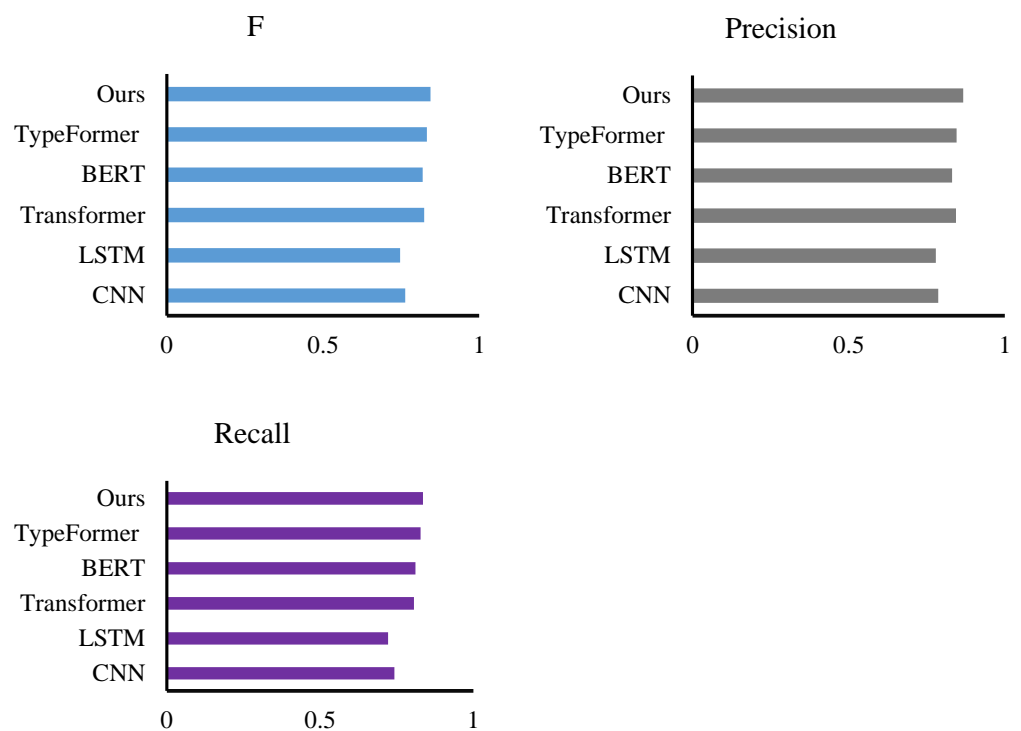 F
Ours
TypeFormer
BERT
Transformer
LSTM
CNN
0 0.5 1
Precision
Ours
TypeFormer
BERT
Transformer
LSTM
CNN
0 0.5 1
Recall
Ours
TypeFormer
BERT
Transformer
LSTM
CNN
0 0.5 1